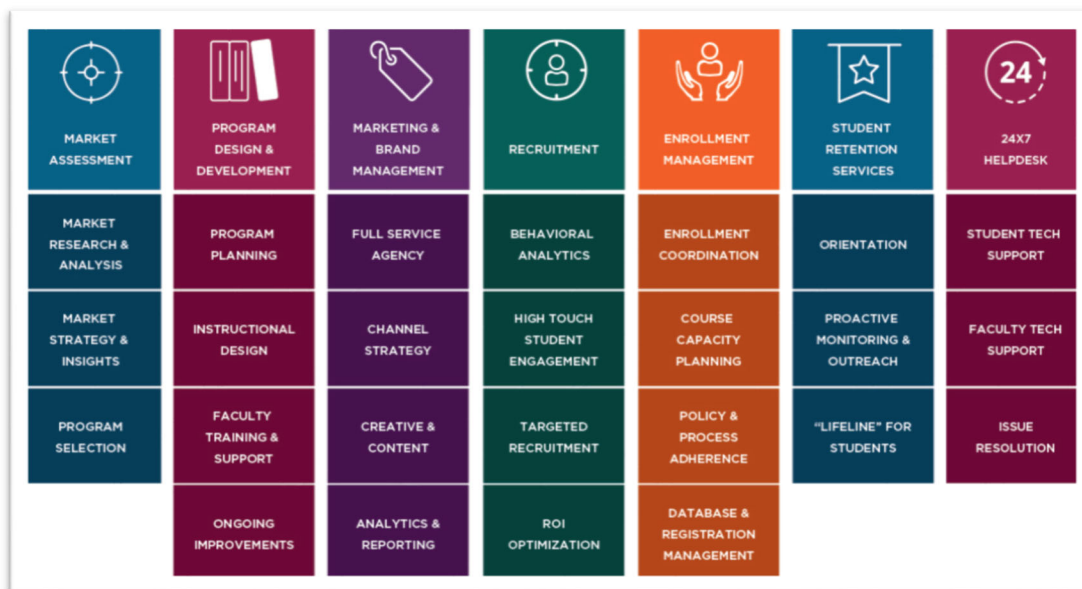 MARKET
ASSESSMENT
MARKET
RESEARCH &
ANALYSIS
MARKET
STRATEGY &
INSIGHTS
PROGRAM
SELECTION
PROGRAM
DESIGN &
DEVELOPMENT
PROGRAM
PLANNING
INSTRUCTIONAL
DESIGN
FACULTY
TRAINING &
SUPPORT
ONGOING
IMPROVEMENTS
MARKETING &
BRAND
MANAGEMENT
FULL SERVICE
AGENCY
CHANNEL
STRATEGY
CREATIVE &
CONTENT
ANALYTICS &
REPORTING
RECRUITMENT
BEHAVIORAL
ANALYTICS
HIGH TOUCH
STUDENT
ENGAGEMENT
TARGETED
RECRUITMENT
ROI
OPTIMIZATION
ENROLLMENT
MANAGEMENT
ENROLLMENT
COORDINATION
COURSE
CAPACITY
PLANNING
POLICY &
PROCESS
ADHERENCE
DATABASE &
REGISTRATION
MANAGEMENT
STUDENT
RETENTION
SERVICES
ORIENTATION
PROACTIVE
MONITORING &
OUTREACH
“LIFELINE” FOR
STUDENTS
24
24X7
HELPDESK
STUDENT TECH
SUPPORT
FACULTY TECH
SUPPORT
ISSUE
RESOLUTION